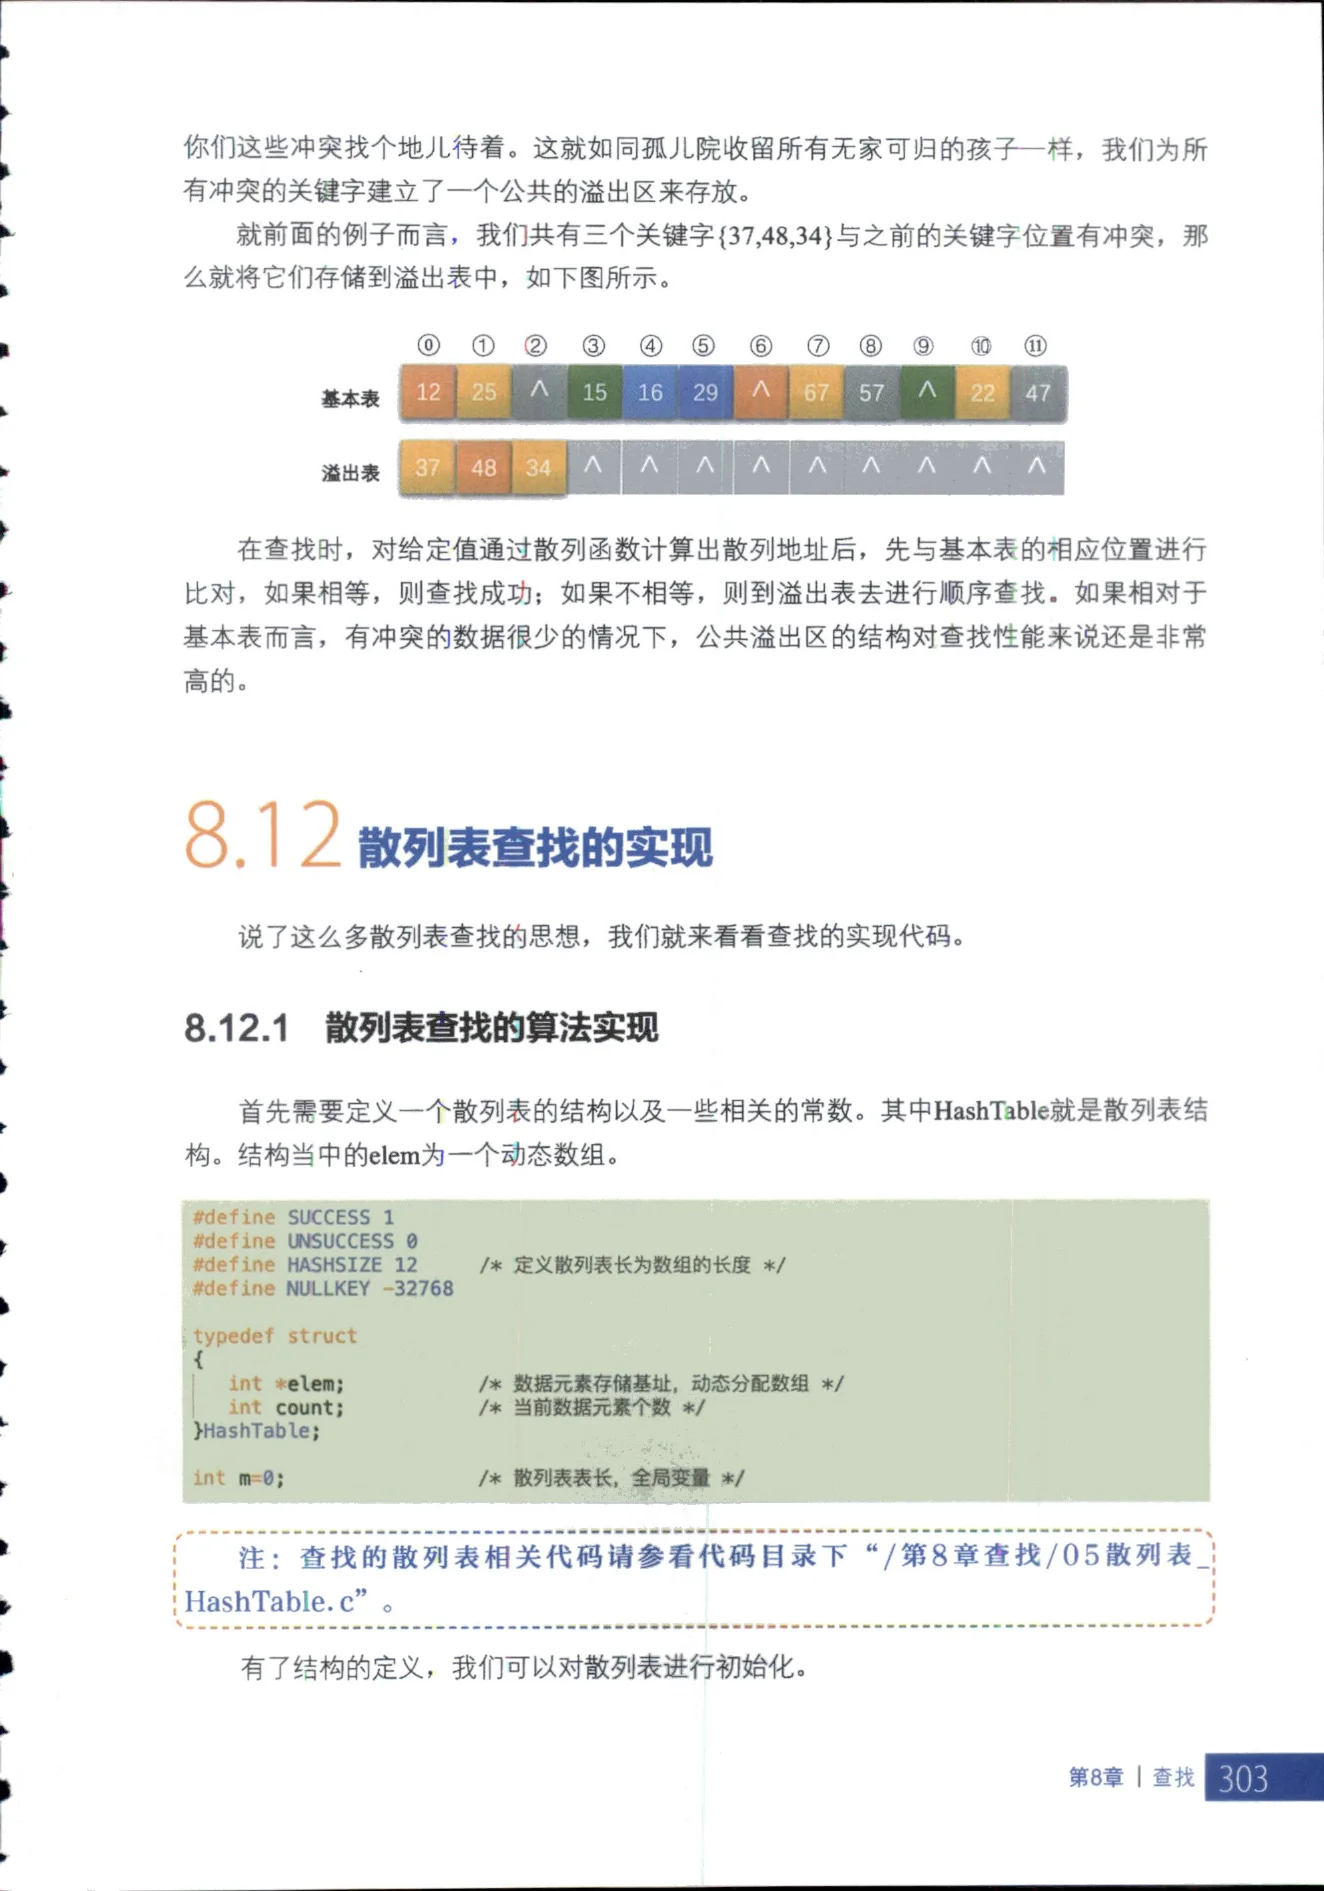 你们这些冲突找个地儿待着。这就如同孤儿院收留所有无家可归的孩子一样，我们为所
有冲突的关键字建立了一个公共的溢出区来存放。
就前面的例子而言，我们共有三个关键字{37,48,34}与之前的关键字位置有冲突，那
么就将它们存储到溢出表中，如下图所示。
⓪ ① ② ③ ④ ⑤ ⑥ ⑦ ⑧ ⑨ ⑩ ⑪
基本表 12 25 ^ 15 16 29 ^ 67 57 ^ 22 47
溢出表 37 48 34 ^ ^ ^ ^ ^ ^ ^ ^ ^
在查找时，对给定值通过散列函数计算出散列地址后，先与基本表的相应位置进行
比对，如果相等，则查找成功；如果不相等，则到溢出表去进行顺序查找。如果相对于
基本表而言，有冲突的数据很少的情况下，公共溢出区的结构对查找性能来说还是非常
高的。
8.12 散列表查找的实现
说了这么多散列表查找的思想，我们就来看看查找的实现代码。
8.12.1 散列表查找的算法实现
首先需要定义一个散列表的结构以及一些相关的常数。其中HashTable就是散列表结
构。结构当中的elem为一个动态数组。
#define SUCCESS 1
#define UNSUCCESS 0
#define HASHSIZE 12 /* 定义散列表长为数组的长度 */
#define NULLKEY -32768
typedef struct
{
int *elem; /* 数据元素存储基址，动态分配数组 */
int count; /* 当前数据元素个数 */
}HashTable;
int m=0; /* 散列表表长，全局变量 */
注：查找的散列表相关代码请参看代码目录下“/第8章查找/05散列表_
HashTable.c”。
有了结构的定义，我们可以对散列表进行初始化。
第8章 | 查找 303